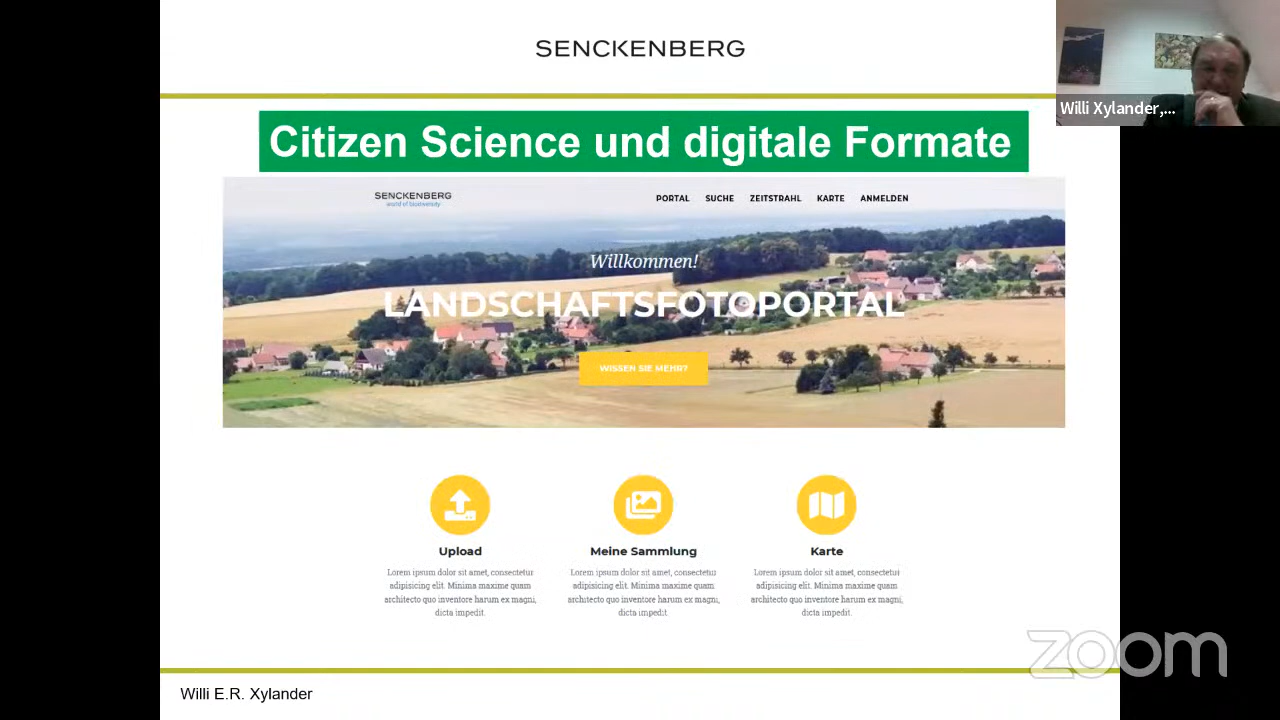 SENCKENBERG
Willi Xylander,...
Citizen Science und digitale Formate
SENCKENBERG
world of biodiversity
PORTAL SUCHE ZEITSTRAHL KARTE ANMELDEN
Willkommen!
LANDSCHAFTSFOTOPORTAL
WISSEN SIE MEHR?
Upload
Lorem ipsum dolor sit amet, consectetur
adipisicing elit. Minima maxime quam
architecto quo inventore harum ex magni,
dicta impedit.
Meine Sammlung
Lorem ipsum dolor sit amet, consectetur
adipisicing elit. Minima maxime quam
architecto quo inventore harum ex magni,
dicta impedit.
Karte
Lorem ipsum dolor sit amet, consectetur
adipisicing elit. Minima maxime quam
architecto quo inventore harum ex magni,
dicta impedit.
zoom
Willi E.R. Xylander